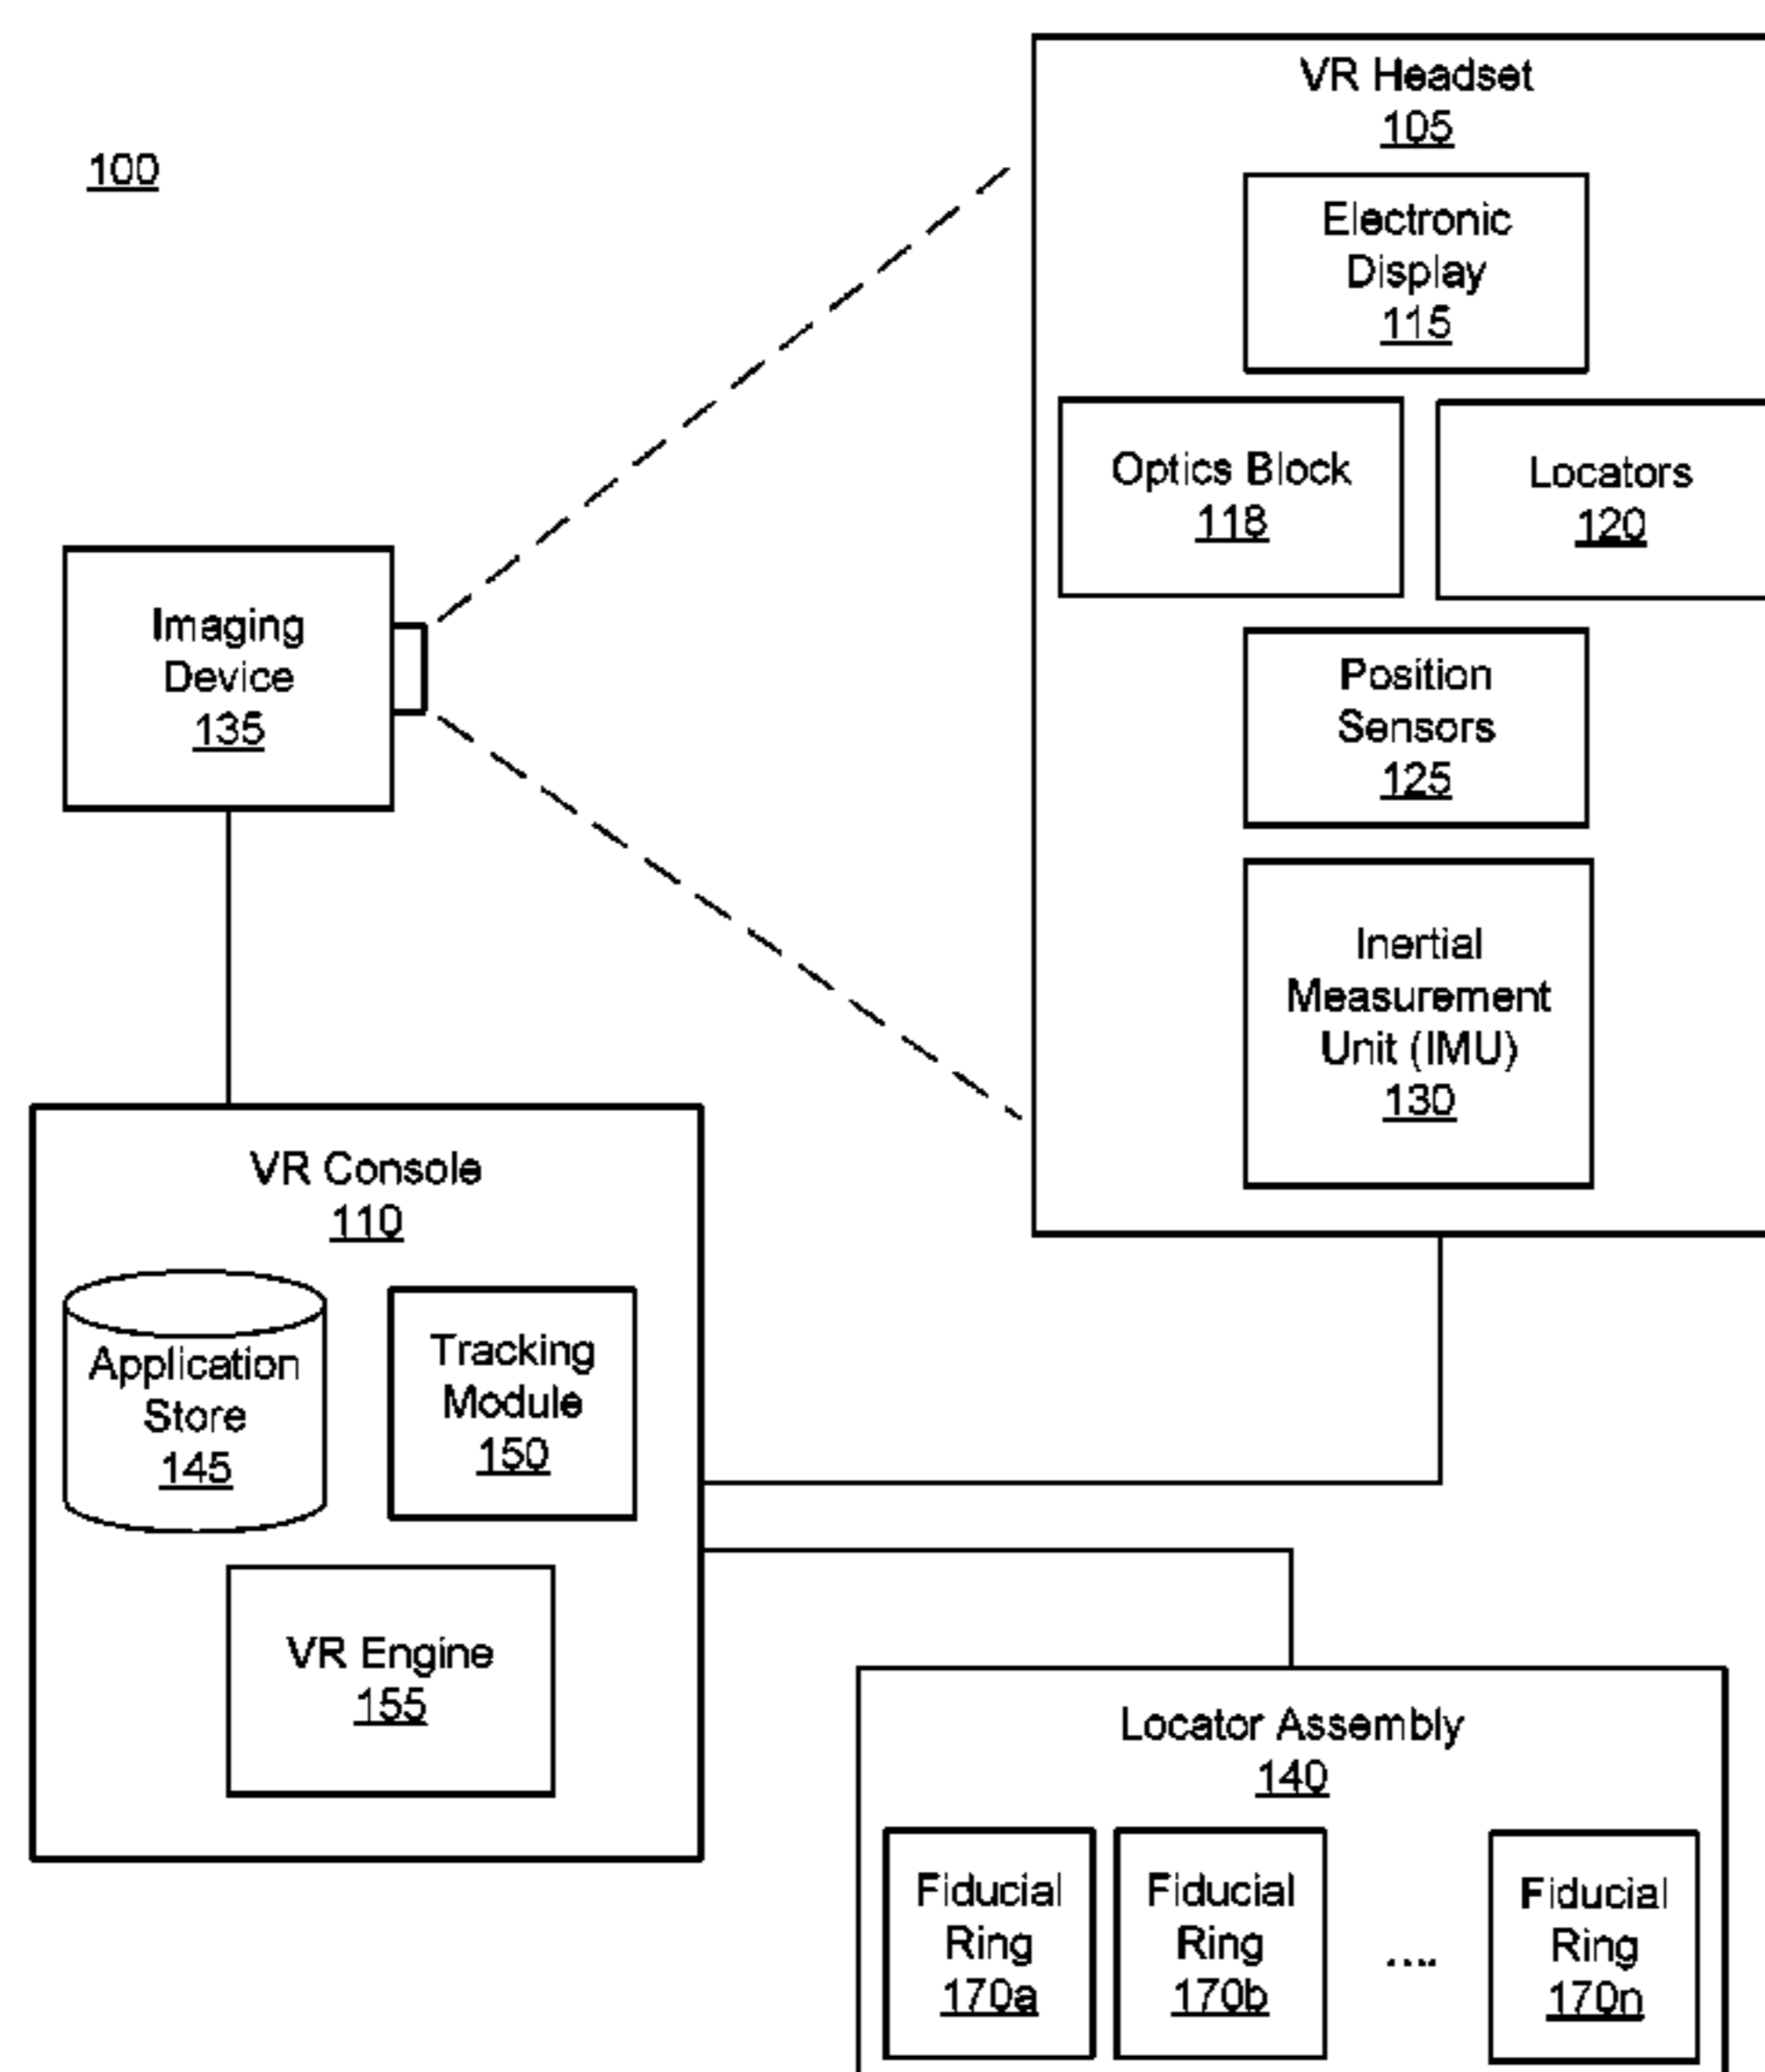 100
VR Headset
105
Electronic
Display
115
Optics Block
118
Locators
120
Position
Sensors
125
Inertial
Measurement
Unit (IMU)
130
Imaging
Device
135
VR Console
110
Application
Store
145
Tracking
Module
150
VR Engine
155
Locator Assembly
140
Fiducial
Ring
170a
Fiducial
Ring
170b
....
Fiducial
Ring
170n